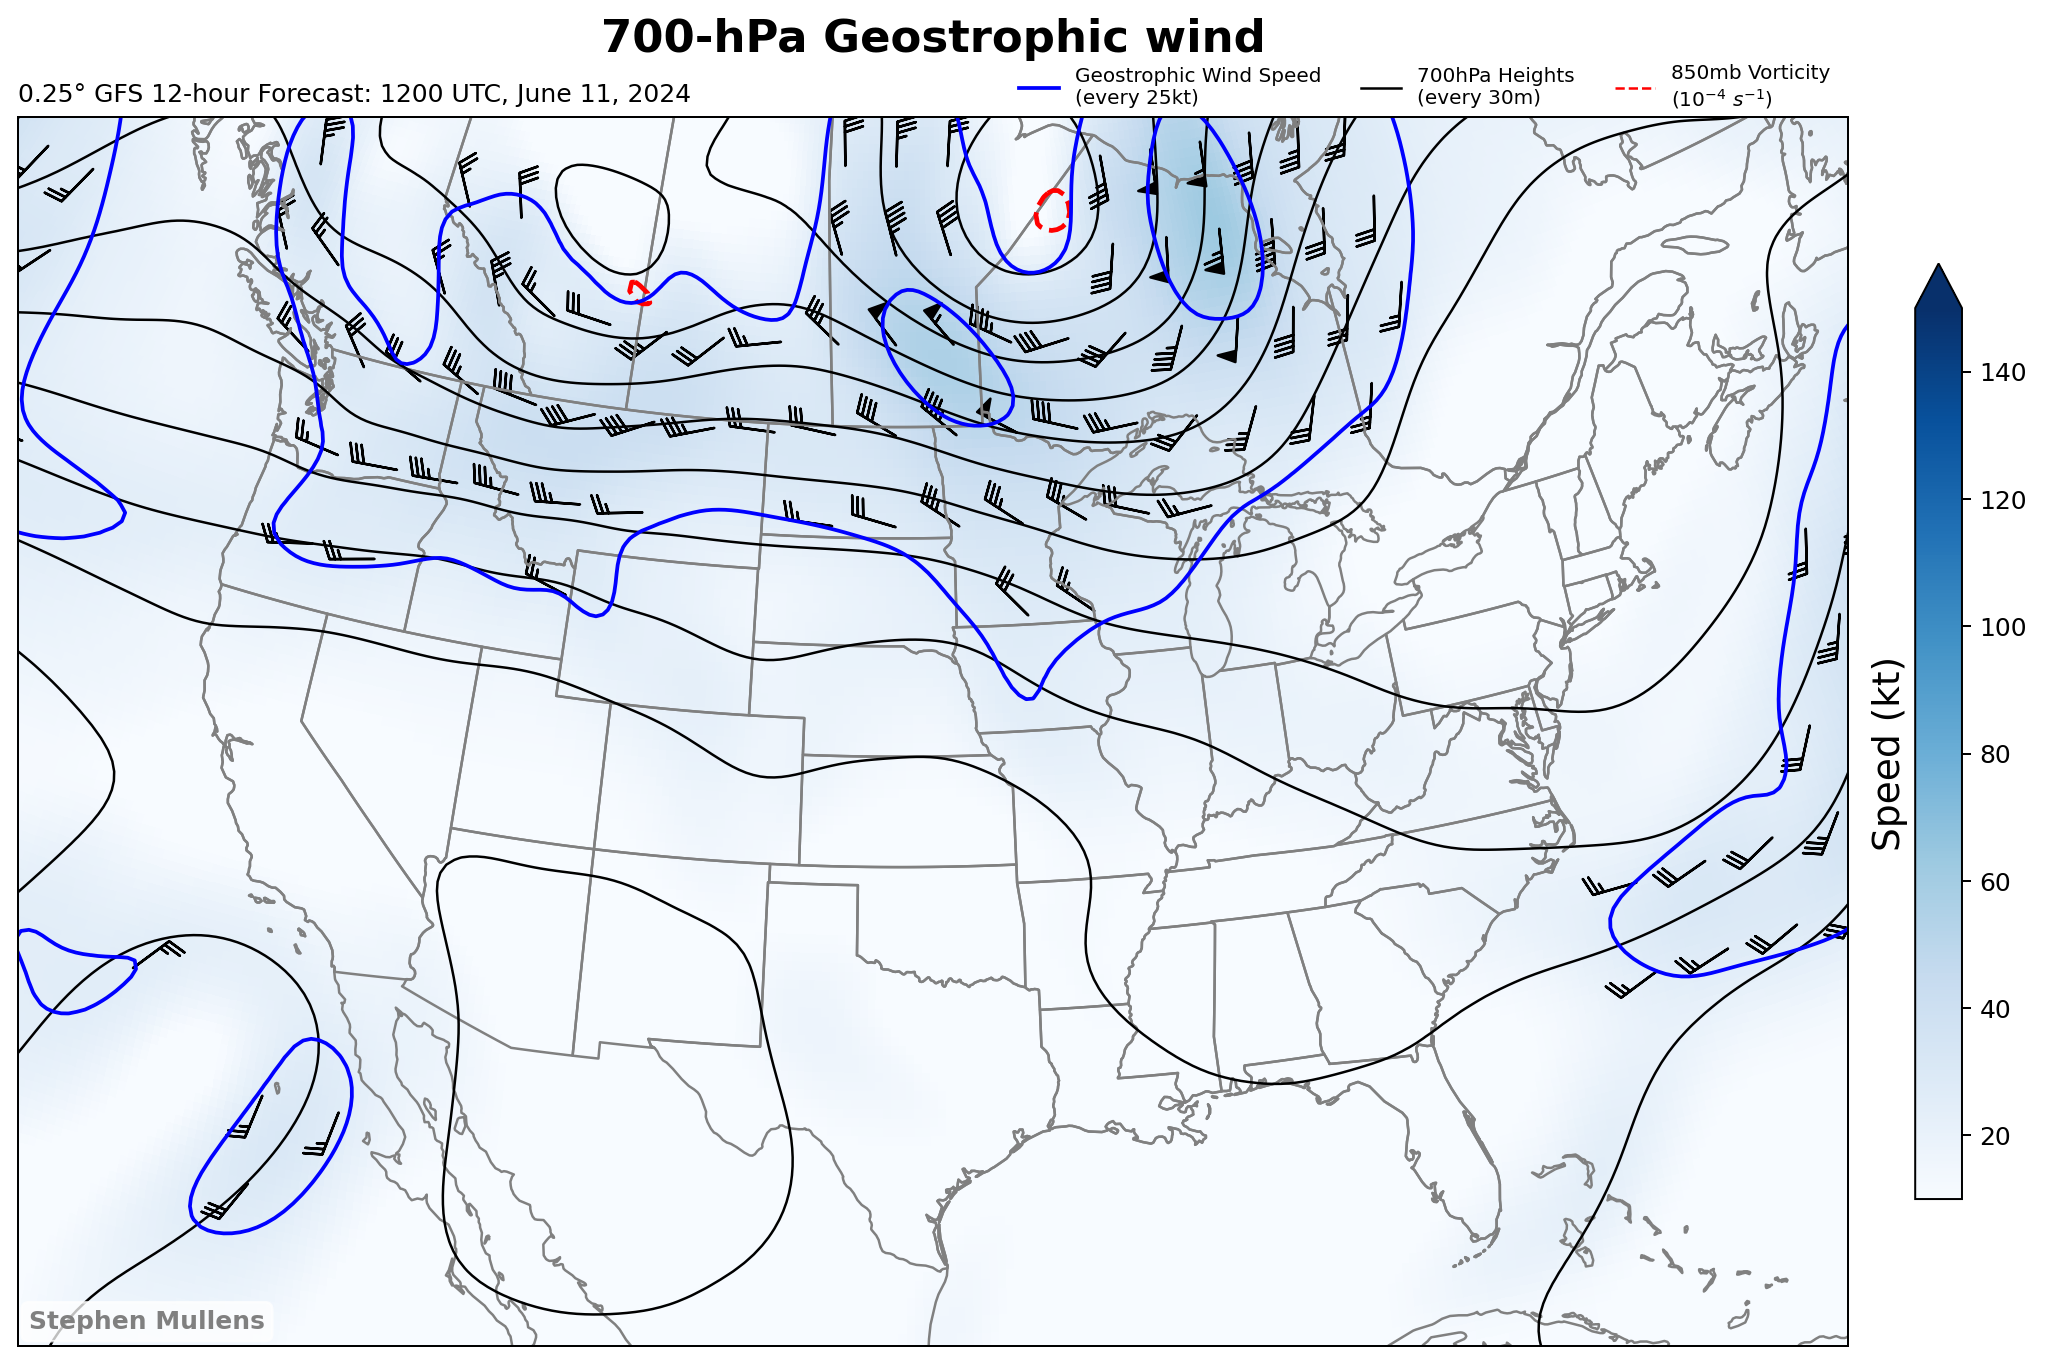 700-hPa Geostrophic wind
0.25° GFS 12-hour Forecast: 1200 UTC, June 11, 2024
Geostrophic Wind Speed
(every 25kt)
700hPa Heights
(every 30m)
850mb Vorticity
(10⁻⁴ s⁻¹)
140
120
100
80
60
40
20
Speed (kt)
Stephen Mullens